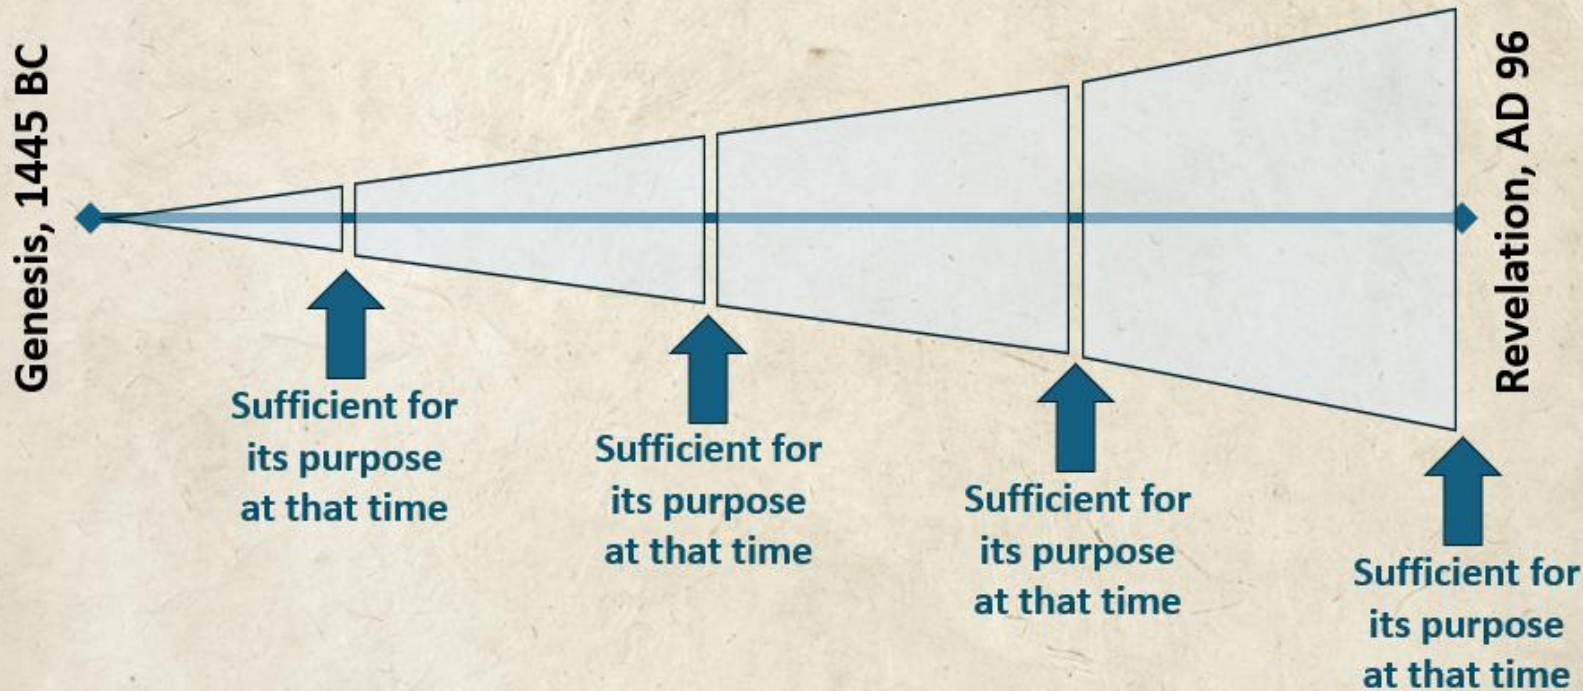 Genesis, 1445 BC
Sufficient for
its purpose
at that time
Sufficient for
its purpose
at that time
Sufficient for
its purpose
at that time
Sufficient for
its purpose
at that time
Revelation, AD 96